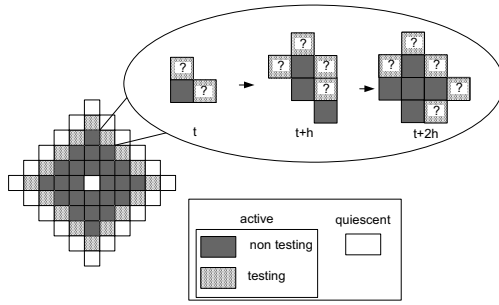 ?
? ?
? ? ?
?
?
? ?
?
?
t
t+h
t+2h
active
quiescent
non testing
testing